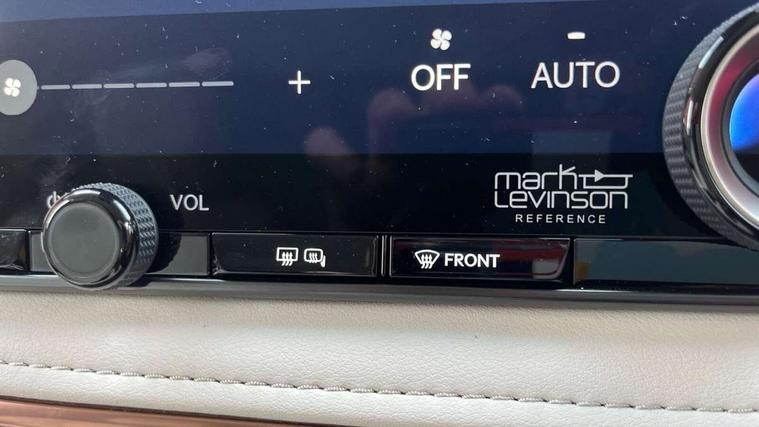 +
OFF
AUTO
VOL
mark
Levinson
REFERENCE
FRONT